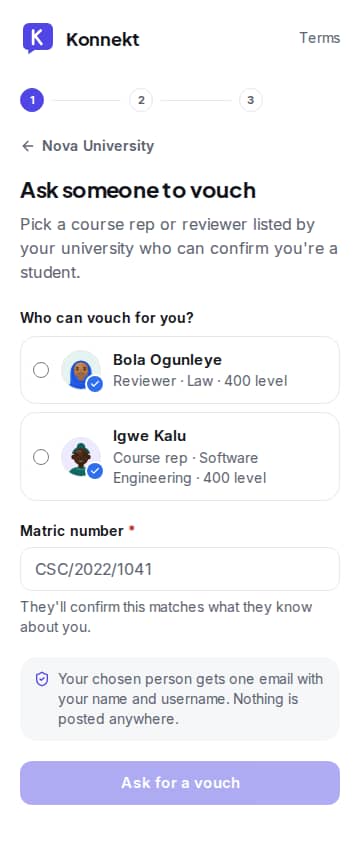 Konnekt
Terms
1
2
3
Nova University
Ask someone to vouch
Pick a course rep or reviewer listed by
your university who can confirm you're a
student.
Who can vouch for you?
Bola Ogunleye
Reviewer · Law · 400 level
Igwe Kalu
Course rep · Software
Engineering · 400 level
Matric number *
CSC/2022/1041
They'll confirm this matches what they know
about you.
Your chosen person gets one email with
your name and username. Nothing is
posted anywhere.
Ask for a vouch